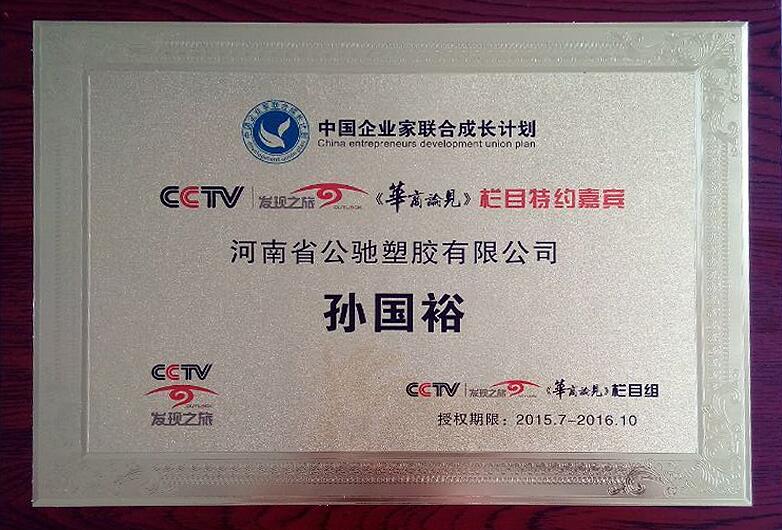 中国企业家联合成长计划
China entrepreneurs development union plan
CCTV 发现之旅 OUTLOOK 《華商論見》栏目特约嘉宾
河南省公驰塑胶有限公司
孙国裕
CCTV
OUTLOOK
发现之旅
CCTV 发现之旅 《華商論見》栏目组
授权期限：2015.7-2016.10